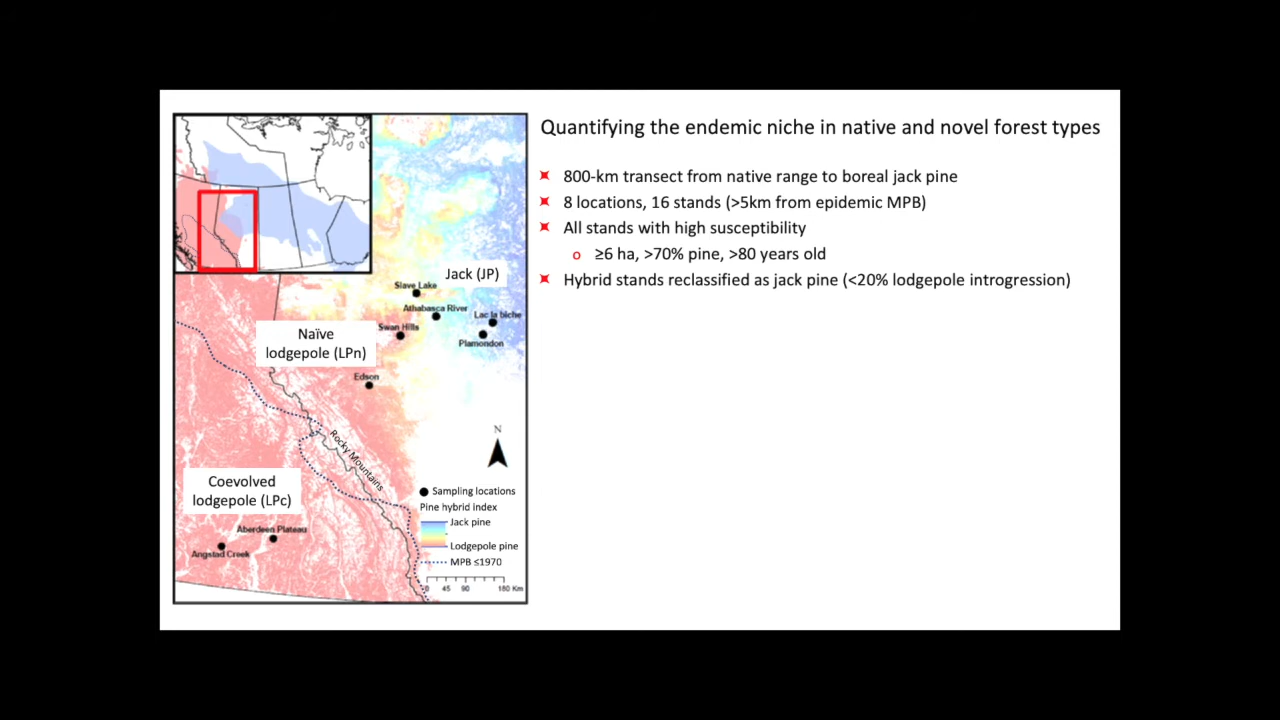 Quantifying the endemic niche in native and novel forest types
800-km transect from native range to boreal jack pine
8 locations, 16 stands (>5km from epidemic MPB)
All stands with high susceptibility
o ≥6 ha, >70% pine, >80 years old
Hybrid stands reclassified as jack pine (<20% lodgepole introgression)
Jack (JP)
Slave Lake
Athabasca River
Lac la biche
Swan Hills
Plamondon
Naïve
lodgepole (LPn)
Edson
Rocky Mountains
N
Coevolved
lodgepole (LPc)
Aberdeen Plateau
Angstad Creek
Sampling locations
Pine hybrid index
Jack pine
Lodgepole pine
MPB ≤1970
0 45 90 180 Km